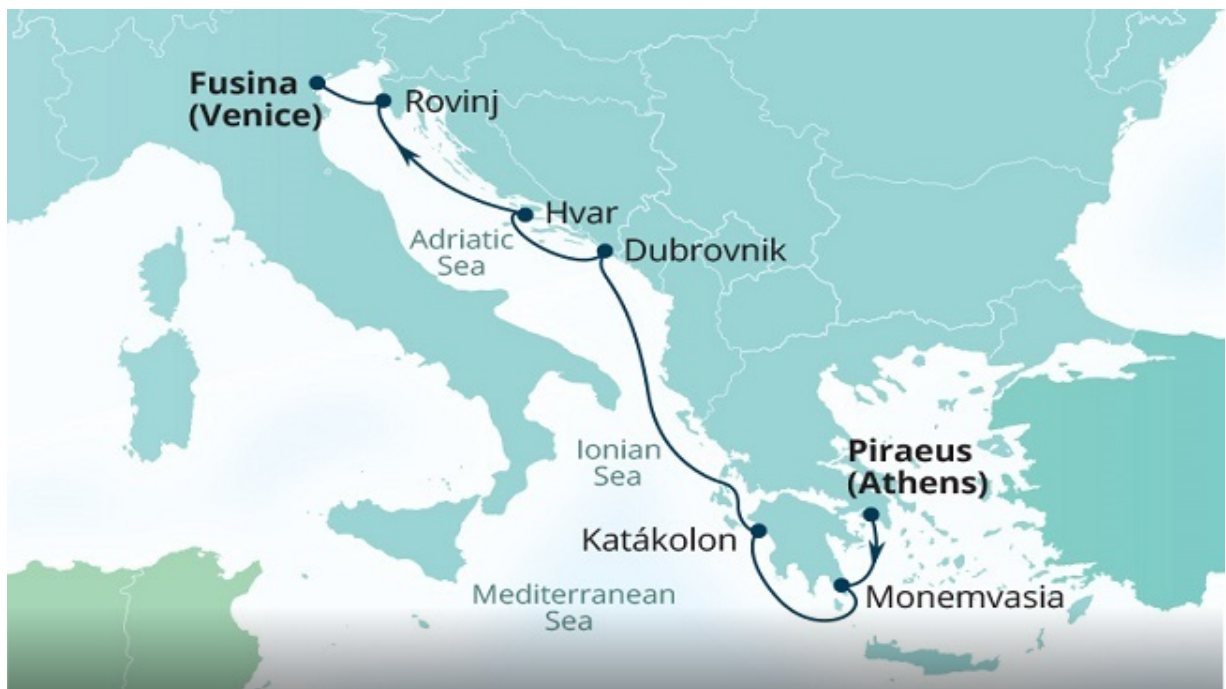 Fusina
(Venice)
Rovinj
Hvar
Adriatic
Sea
Dubrovnik
Ionian
Sea
Piraeus
(Athens)
Katákolon
Mediterranean
Sea
Monemvasia